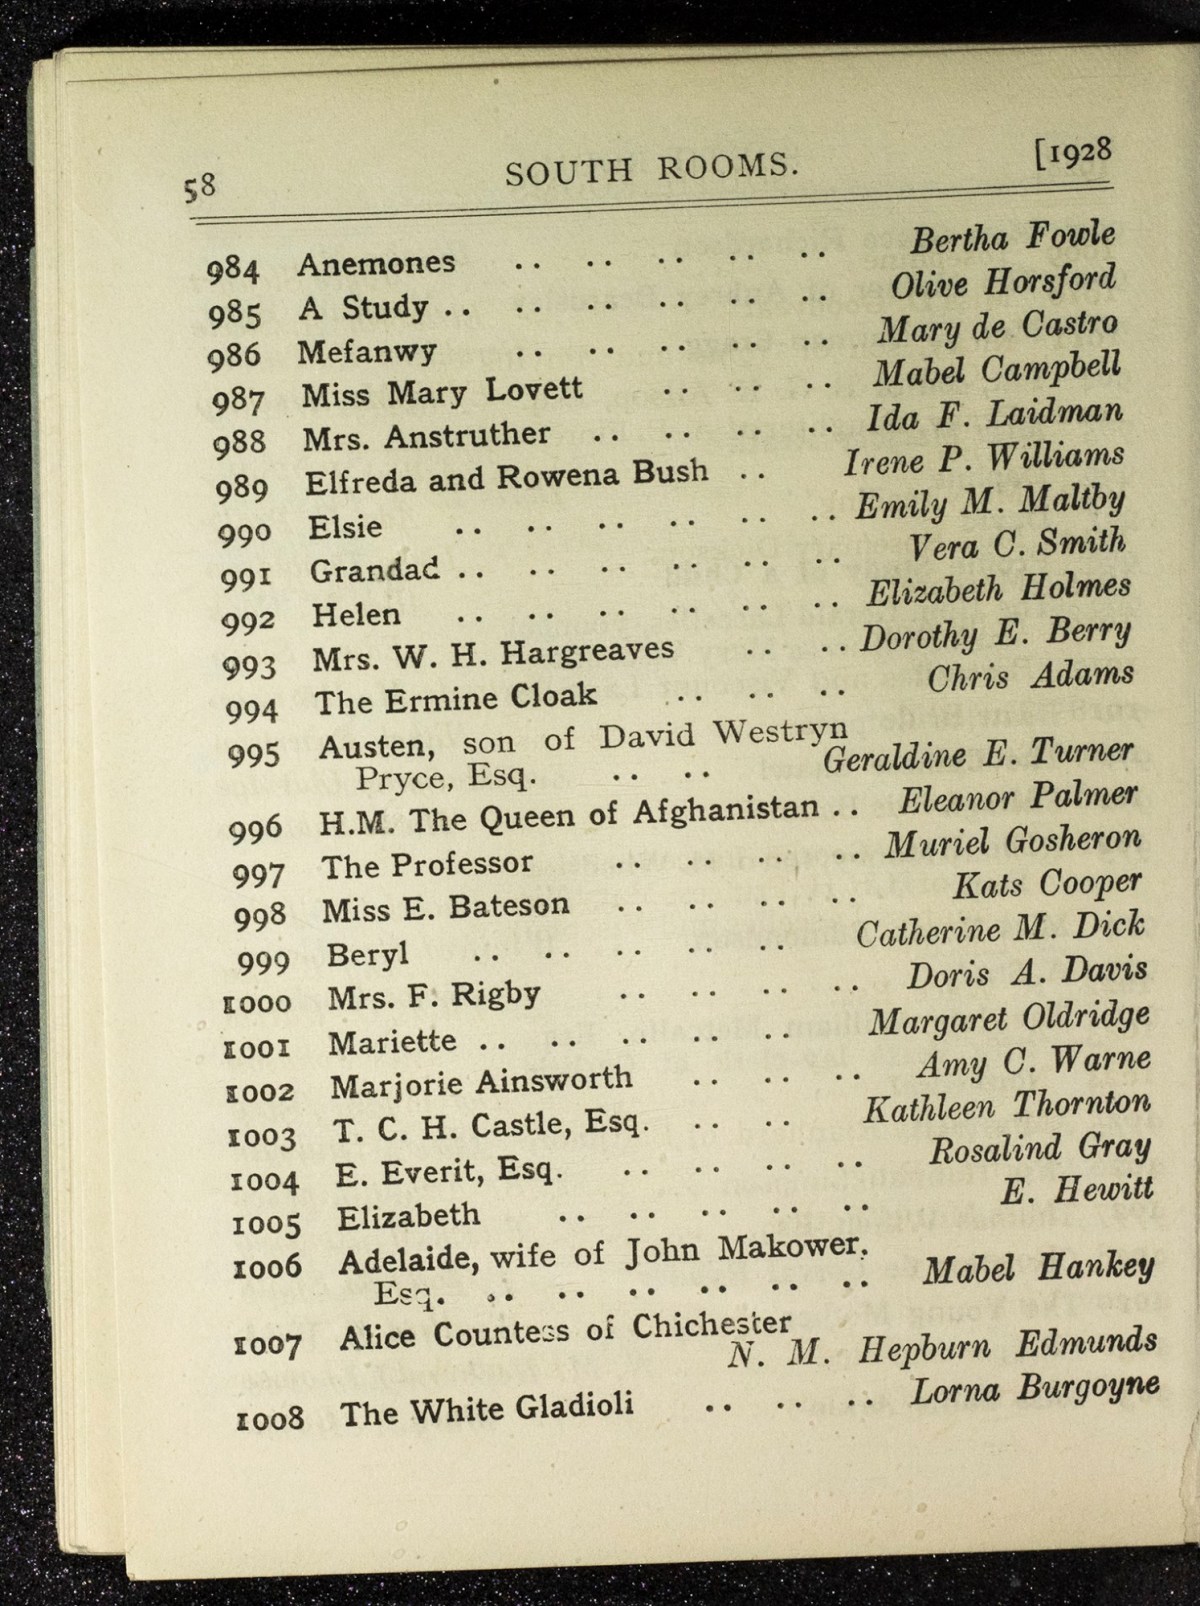 58 SOUTH ROOMS. [1928
984 Anemones .. .. .. .. .. Bertha Fowle
985 A Study .. .. .. .. .. .. Olive Horsford
986 Mefanwy .. .. .. .. .. Mary de Castro
987 Miss Mary Lovett .. .. .. Mabel Campbell
988 Mrs. Anstruther .. .. .. .. Ida F. Laidman
989 Elfreda and Rowena Bush .. Irene P. Williams
990 Elsie .. .. .. .. .. .. Emily M. Maltby
991 Grandad .. .. .. .. .. .. Vera C. Smith
992 Helen .. .. .. .. .. .. Elizabeth Holmes
993 Mrs. W. H. Hargreaves .. .. Dorothy E. Berry
994 The Ermine Cloak .. .. .. Chris Adams
995 Austen, son of David Westryn
Pryce, Esq. .. .. Geraldine E. Turner
996 H.M. The Queen of Afghanistan .. Eleanor Palmer
997 The Professor .. .. .. .. Muriel Gosheron
998 Miss E. Bateson .. .. .. .. Kats Cooper
999 Beryl .. .. .. .. .. Catherine M. Dick
1000 Mrs. F. Rigby .. .. .. .. Doris A. Davis
1001 Mariette .. .. .. .. .. Margaret Oldridge
1002 Marjorie Ainsworth .. .. .. Amy C. Warne
1003 T. C. H. Castle, Esq. .. .. Kathleen Thornton
1004 E. Everit, Esq. .. .. .. .. Rosalind Gray
1005 Elizabeth .. .. .. .. .. E. Hewitt
1006 Adelaide, wife of John Makower,
Esq. .. .. .. .. .. .. Mabel Hankey
1007 Alice Countess of Chichester
N. M. Hepburn Edmunds
1008 The White Gladioli .. .. .. Lorna Burgoyne